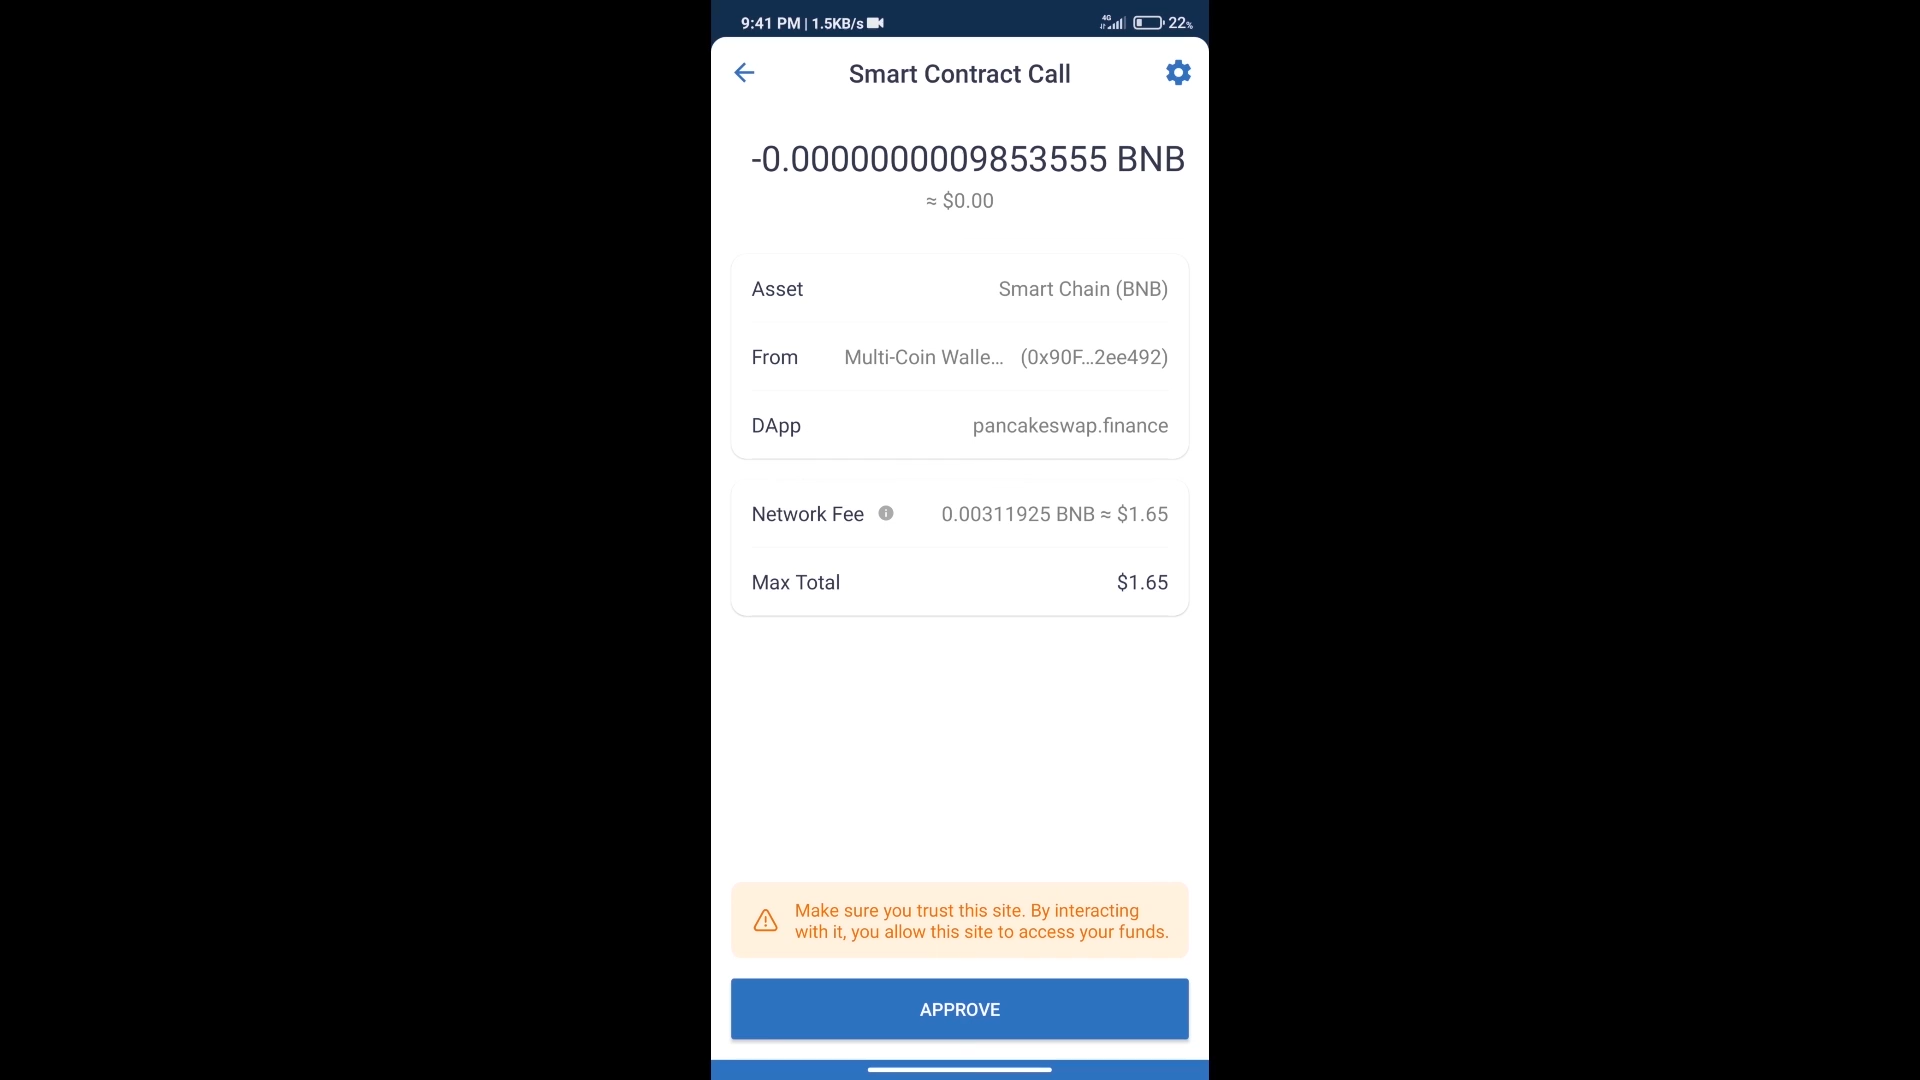 9:41 PM | 1.5KB/s
4G
22%
Smart Contract Call
-0.0000000009853555 BNB
≈ $0.00
Asset Smart Chain (BNB)
From Multi-Coin Walle... (0x90F...2ee492)
DApp pancakeswap.finance
Network Fee 0.00311925 BNB ≈ $1.65
Max Total $1.65
Make sure you trust this site. By interacting
with it, you allow this site to access your funds.
APPROVE